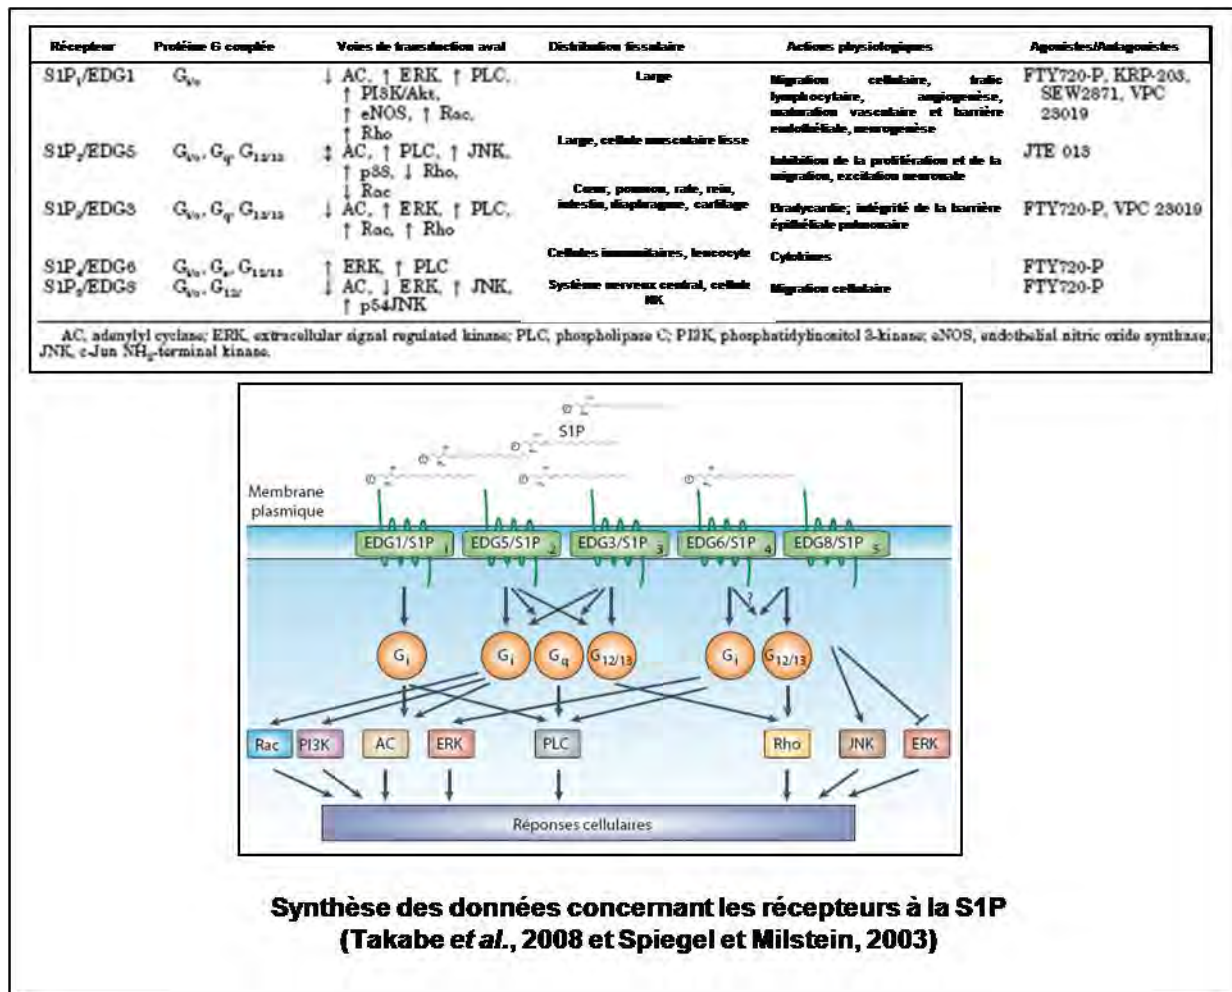 Récepteur Protéine G couplée Voies de transduction aval Distribution tissulaire Actions physiologiques Agonistes/Antagonistes
S1P1/EDG1 Gi/o ↓ AC, ↑ ERK, ↑ PLC, Large Migration cellulaire, trafic FTY720-P, KRP-203,
↑ PI3K/Akt, lymphocytaire, angiogenèse, SEW2871, VPC
↑ eNOS, ↑ Rac, maturation vasculaire et barrière 23019
↑ Rho endothéliale, neurogenèse
S1P2/EDG5 Gi/o, Gq, G12/13 ↕ AC, ↑ PLC, ↑ JNK, Large, cellule musculaire lisse Inhibition de la prolifération et de la JTE 013
↑ p38, ↓ Rho, migration, excitation neuronale
↓ Rac
S1P3/EDG3 Gi/o, Gq, G12/13 ↓ AC, ↑ ERK, ↑ PLC, Cœur, poumon, rate, rein, Bradycardie; intégrité de la barrière FTY720-P, VPC 23019
↑ Rac, ↑ Rho intestin, diaphragme, cartilage épithéliale pulmonaire
S1P4/EDG6 Gi/o, Gs, G12/13 ↑ ERK, ↑ PLC Cellules immunitaires, leucocyte Cytokines FTY720-P
S1P5/EDG8 Gi/o, G12/ ↓ AC, ↓ ERK, ↑ JNK, Système nerveux central, cellule Migration cellulaire FTY720-P
↑ p54JNK NK
AC, adenylyl cyclase; ERK, extracellular signal regulated kinase; PLC, phospholipase C; PI3K, phosphatidylinositol 3-kinase; eNOS, endothelial nitric oxide synthase;
JNK, c-Jun NH2-terminal kinase.
S1P
Membrane
plasmique
EDG1/S1P 1 EDG5/S1P 2 EDG3/S1P 3 EDG6/S1P 4 EDG8/S1P 5
?
Gi Gi Gq G12/13 Gi G12/13
Rac PI3K AC ERK PLC Rho JNK ERK
Réponses cellulaires
Synthèse des données concernant les récepteurs à la S1P
(Takabe et al., 2008 et Spiegel et Milstein, 2003)